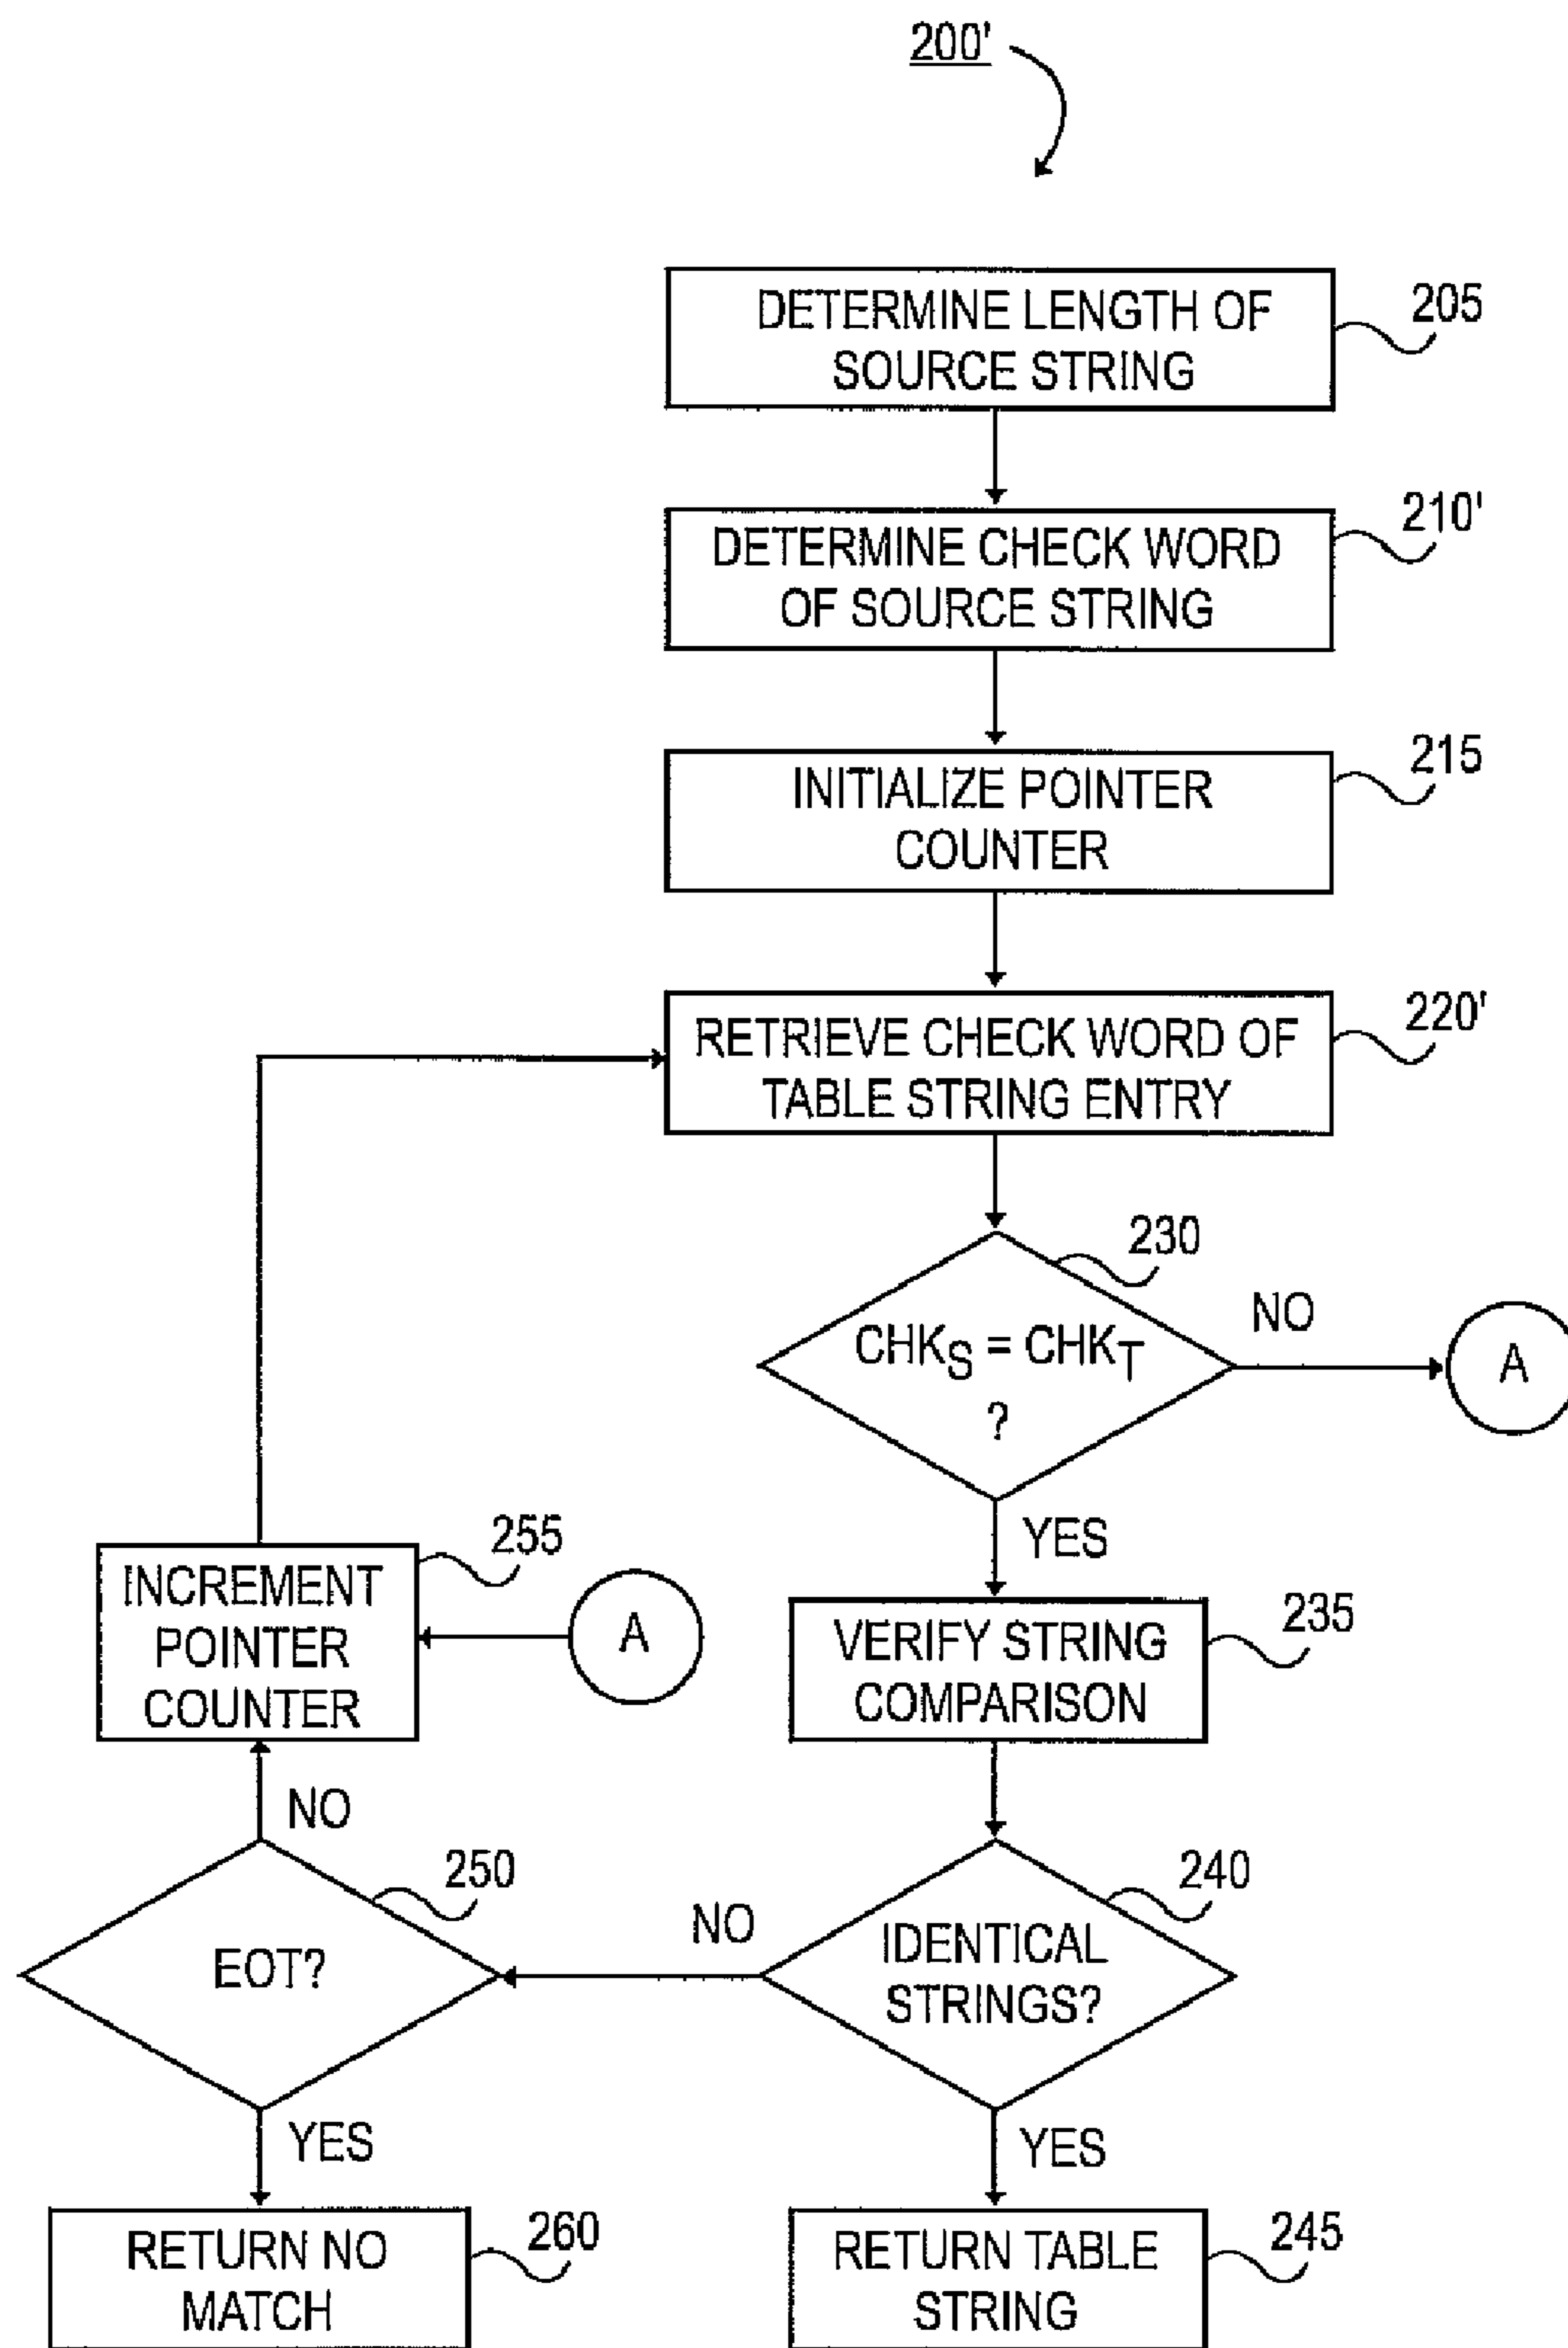 200'
DETERMINE LENGTH OF
SOURCE STRING
205
DETERMINE CHECK WORD
OF SOURCE STRING
210'
INITIALIZE POINTER
COUNTER
215
RETRIEVE CHECK WORD OF
TABLE STRING ENTRY
220'
230
CHKS = CHKT
?
NO
A
YES
255
INCREMENT
POINTER
COUNTER
A
VERIFY STRING
COMPARISON
235
NO
250
EOT?
NO
240
IDENTICAL
STRINGS?
YES
YES
RETURN NO
MATCH
260
RETURN TABLE
STRING
245